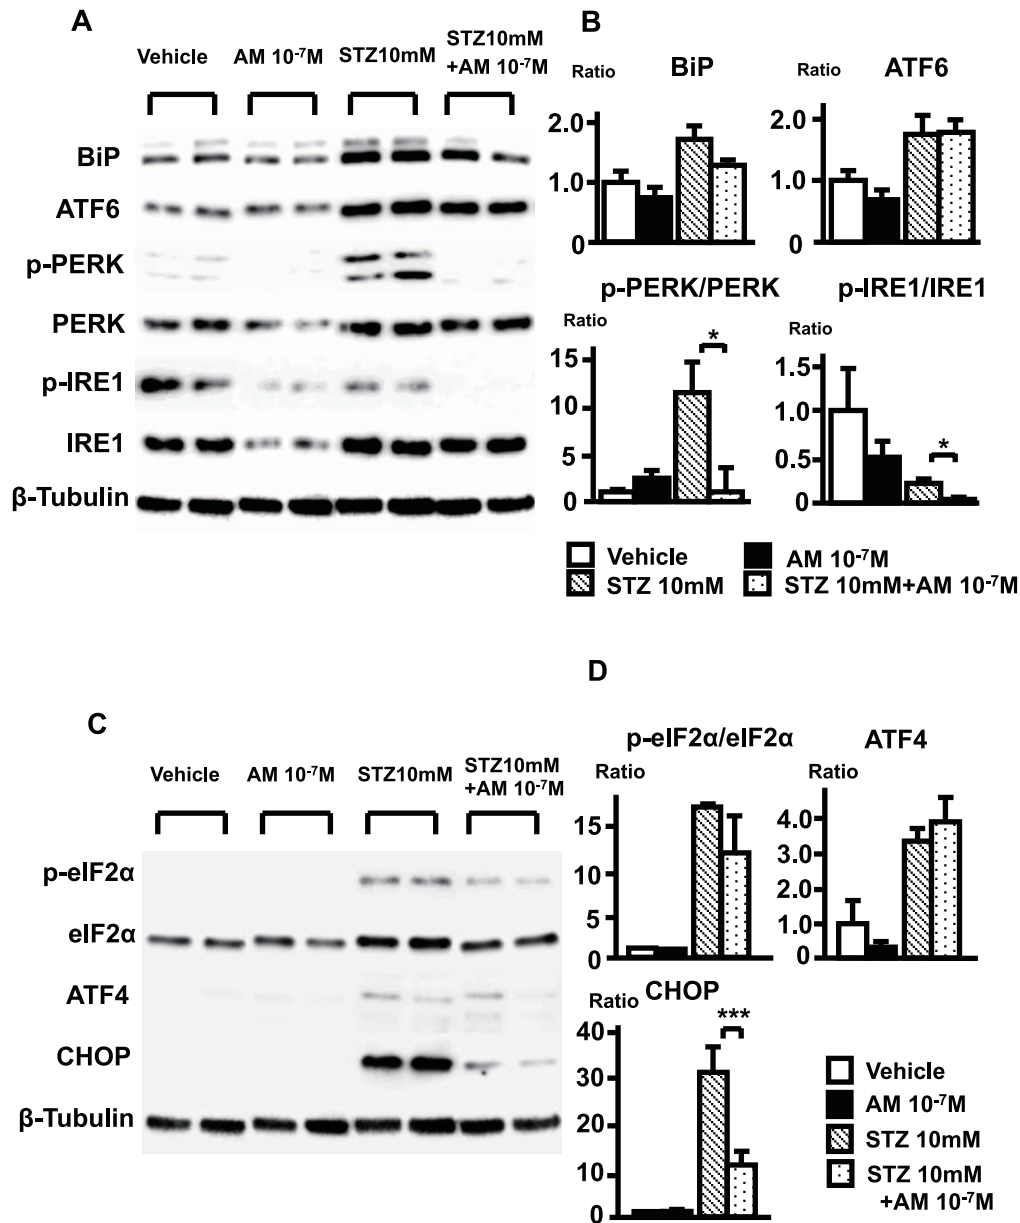 A
Vehicle
AM 10-7M
STZ10mM
STZ10mM
+AM 10-7M
BiP
ATF6
p-PERK
PERK
p-IRE1
IRE1
β-Tubulin
B
Ratio
BiP
2.0
1.0
0
Ratio
ATF6
2.0
1.0
0
p-PERK/PERK
Ratio
15
10
5
0
*
p-IRE1/IRE1
Ratio
1.5
1.0
0.5
0
*
Vehicle
AM 10-7M
STZ 10mM
STZ 10mM+AM 10-7M
C
Vehicle
AM 10-7M
STZ10mM
STZ10mM
+AM 10-7M
p-eIF2α
eIF2α
ATF4
CHOP
β-Tubulin
D
p-eIF2α/eIF2α
Ratio
15
10
5
0
ATF4
Ratio
4.0
3.0
2.0
1.0
0
Ratio
CHOP
40
30
20
10
0
***
Vehicle
AM 10-7M
STZ 10mM
STZ 10mM
+AM 10-7M